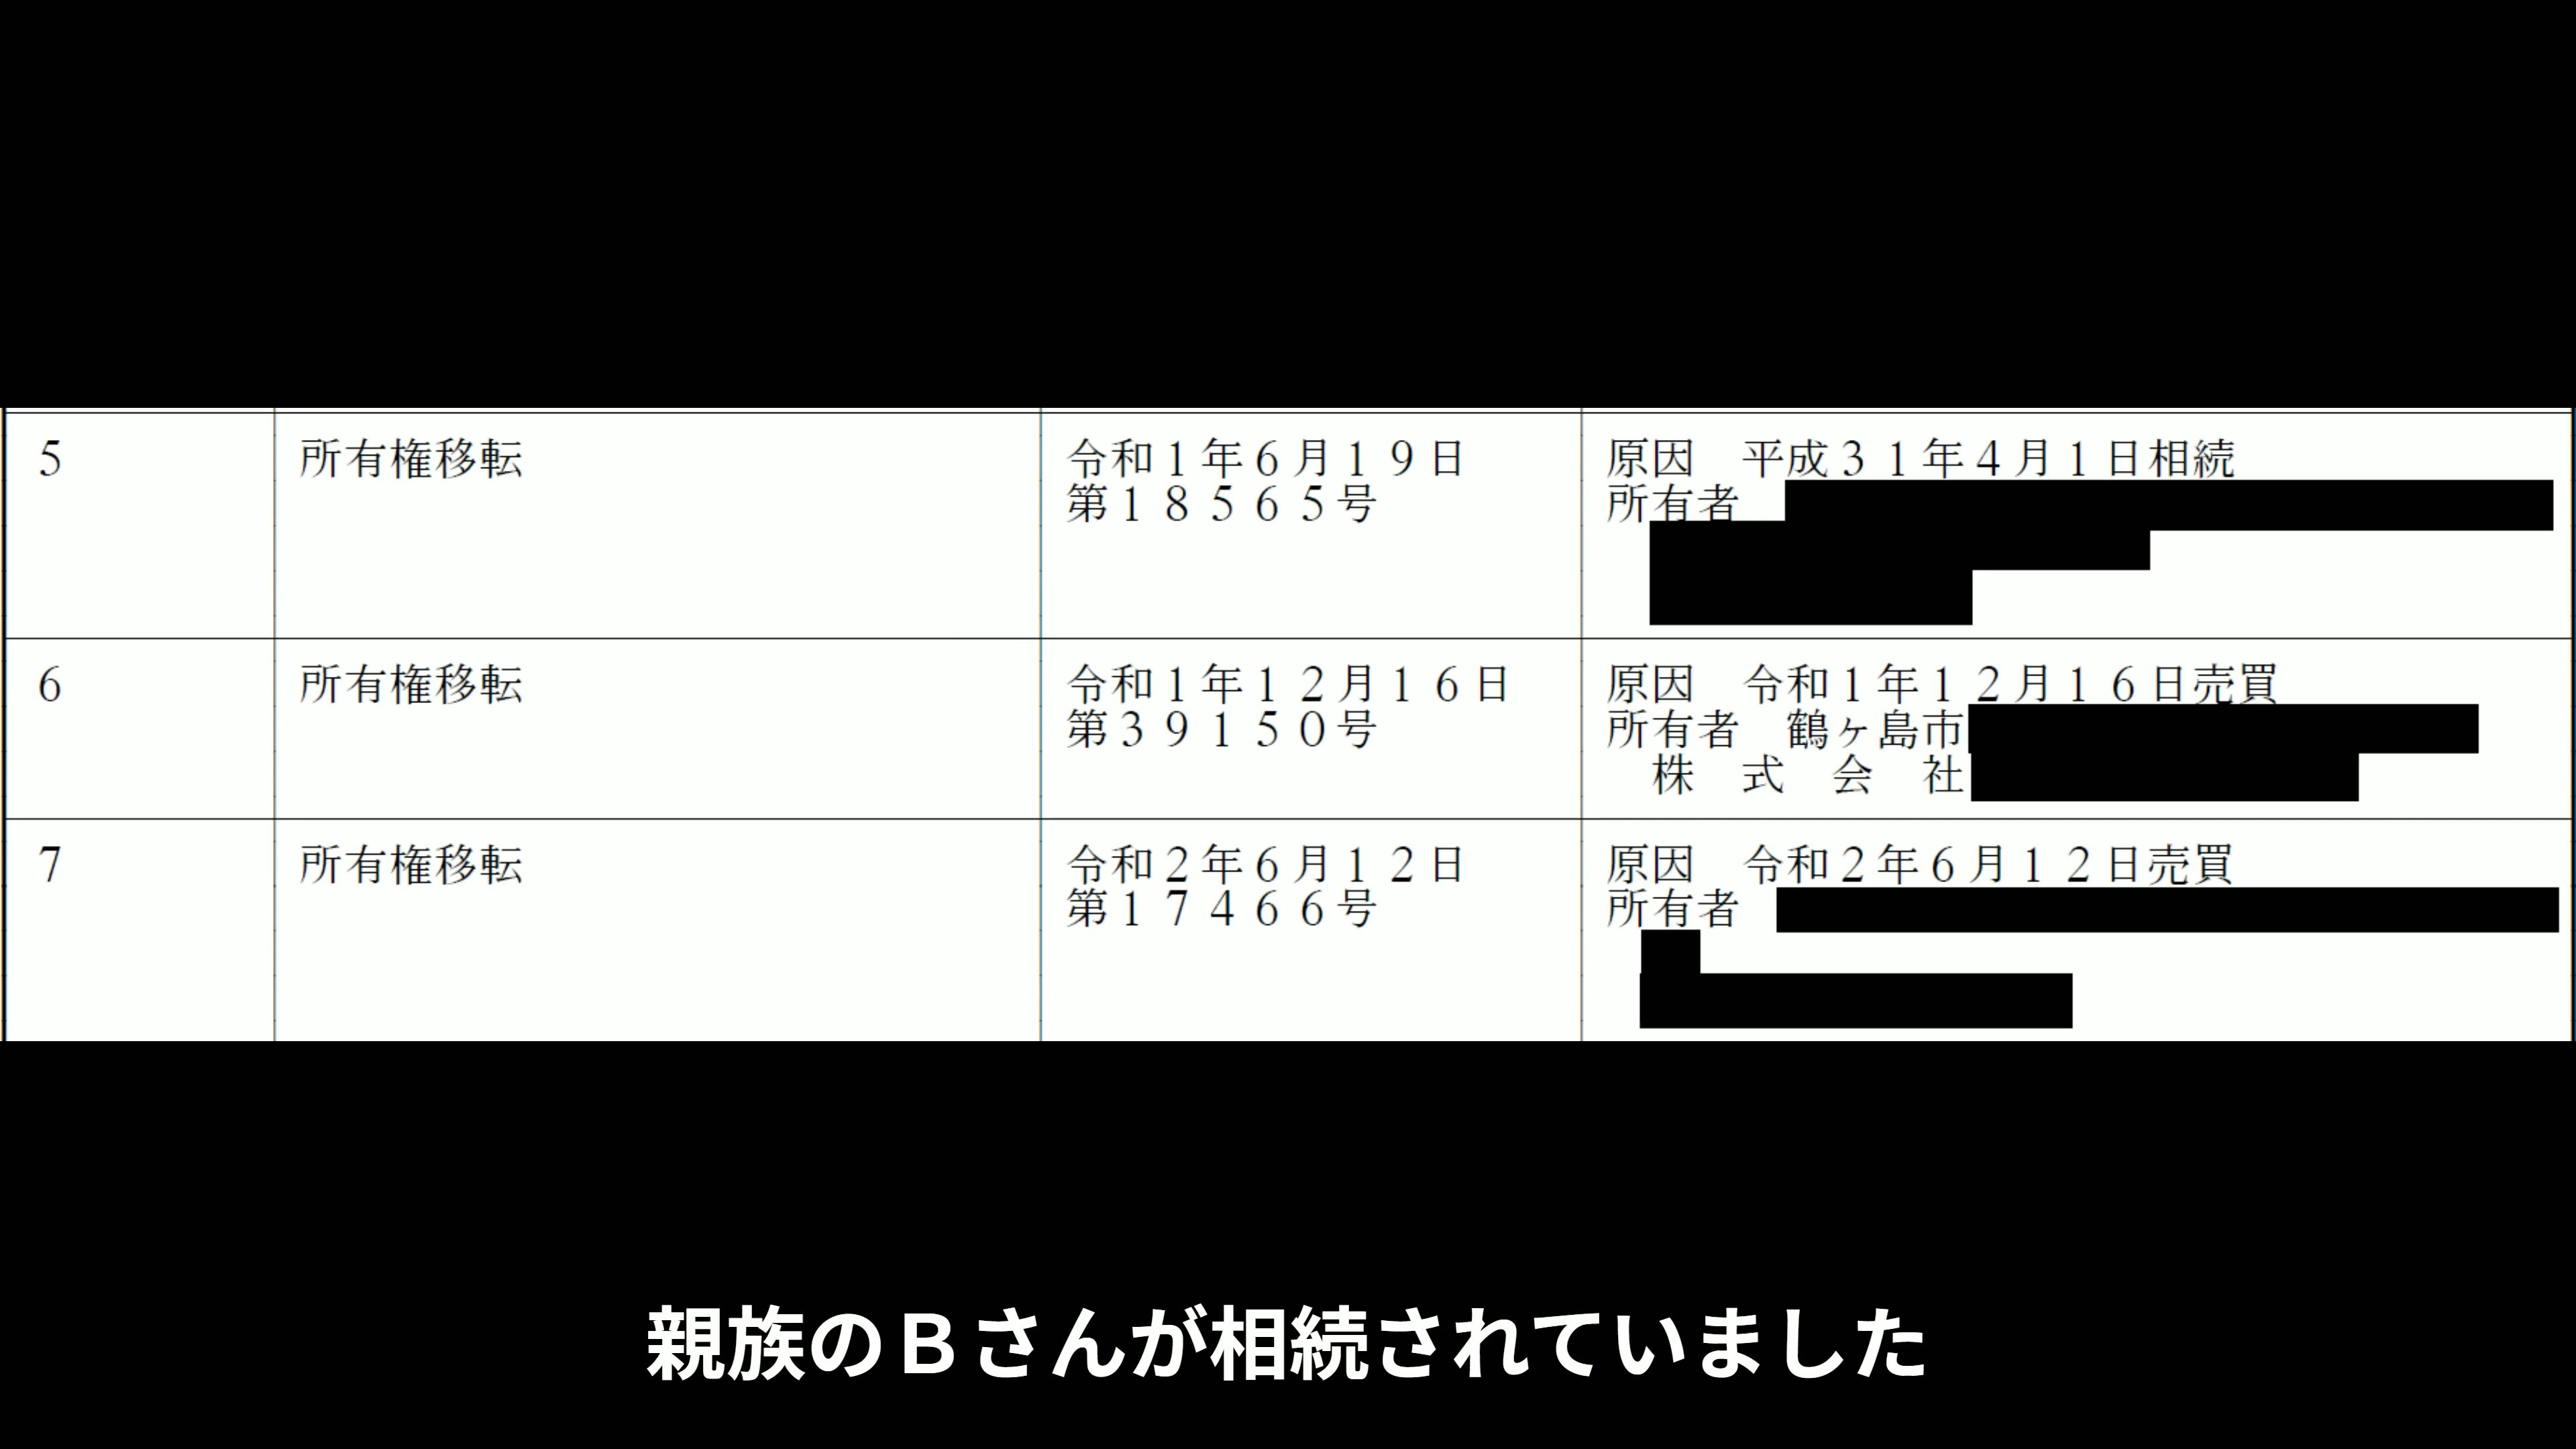 5 所有権移転 令和1年6月19日 原因 平成31年4月1日相続
第18565号 所有者
6 所有権移転 令和1年12月16日 原因 令和1年12月16日売買
第39150号 所有者 鶴ヶ島市
株 式 会 社
7 所有権移転 令和2年6月12日 原因 令和2年6月12日売買
第17466号 所有者
親族のBさんが相続されていました